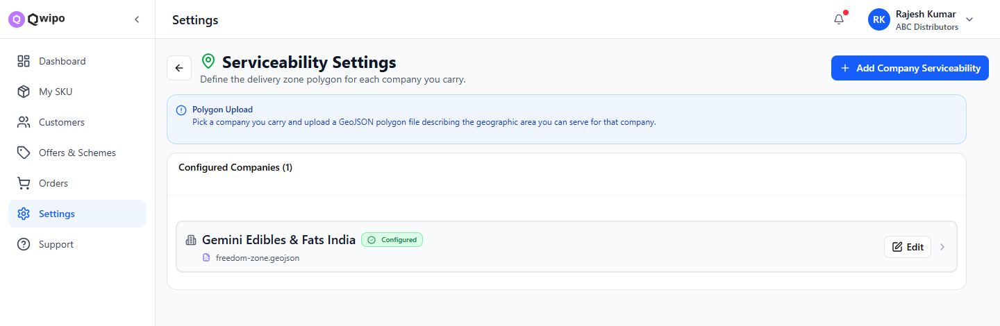 Qwipo
Settings
RK
Rajesh Kumar
ABC Distributors
Dashboard
My SKU
Customers
Offers & Schemes
Orders
Settings
Support
Serviceability Settings
Define the delivery zone polygon for each company you carry.
+ Add Company Serviceability
Polygon Upload
Pick a company you carry and upload a GeoJSON polygon file describing the geographic area you can serve for that company.
Configured Companies (1)
Gemini Edibles & Fats India
Configured
freedom-zone.geojson
Edit